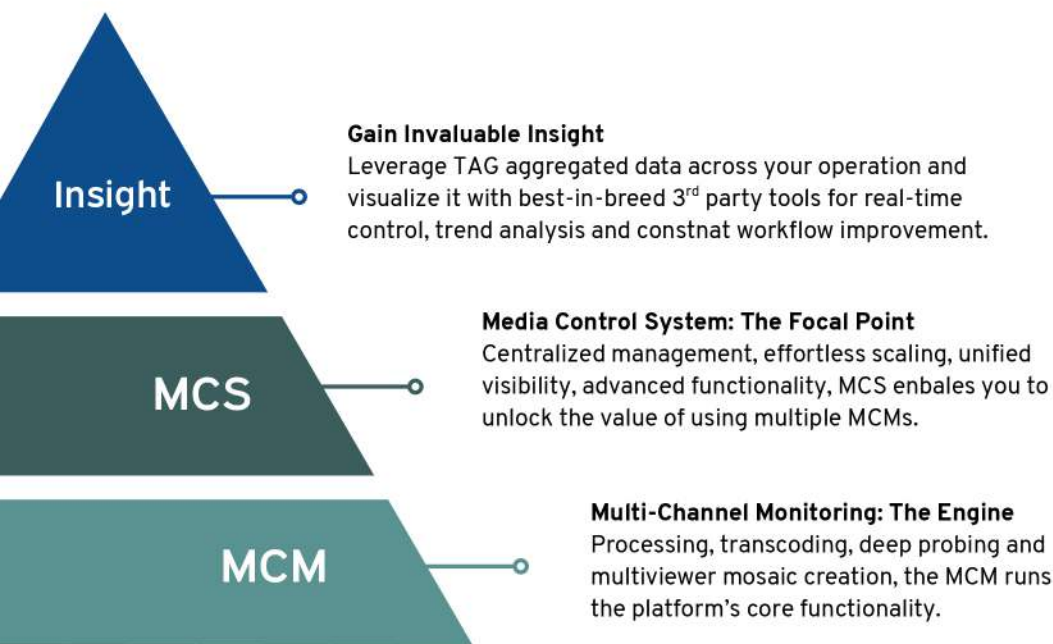 Insight
Gain Invaluable Insight
Leverage TAG aggregated data across your operation and
visualize it with best-in-breed 3rd party tools for real-time
control, trend analysis and constnat workflow improvement.
MCS
Media Control System: The Focal Point
Centralized management, effortless scaling, unified
visibility, advanced functionality, MCS enbales you to
unlock the value of using multiple MCMs.
MCM
Multi-Channel Monitoring: The Engine
Processing, transcoding, deep probing and
multiviewer mosaic creation, the MCM runs
the platform's core functionality.